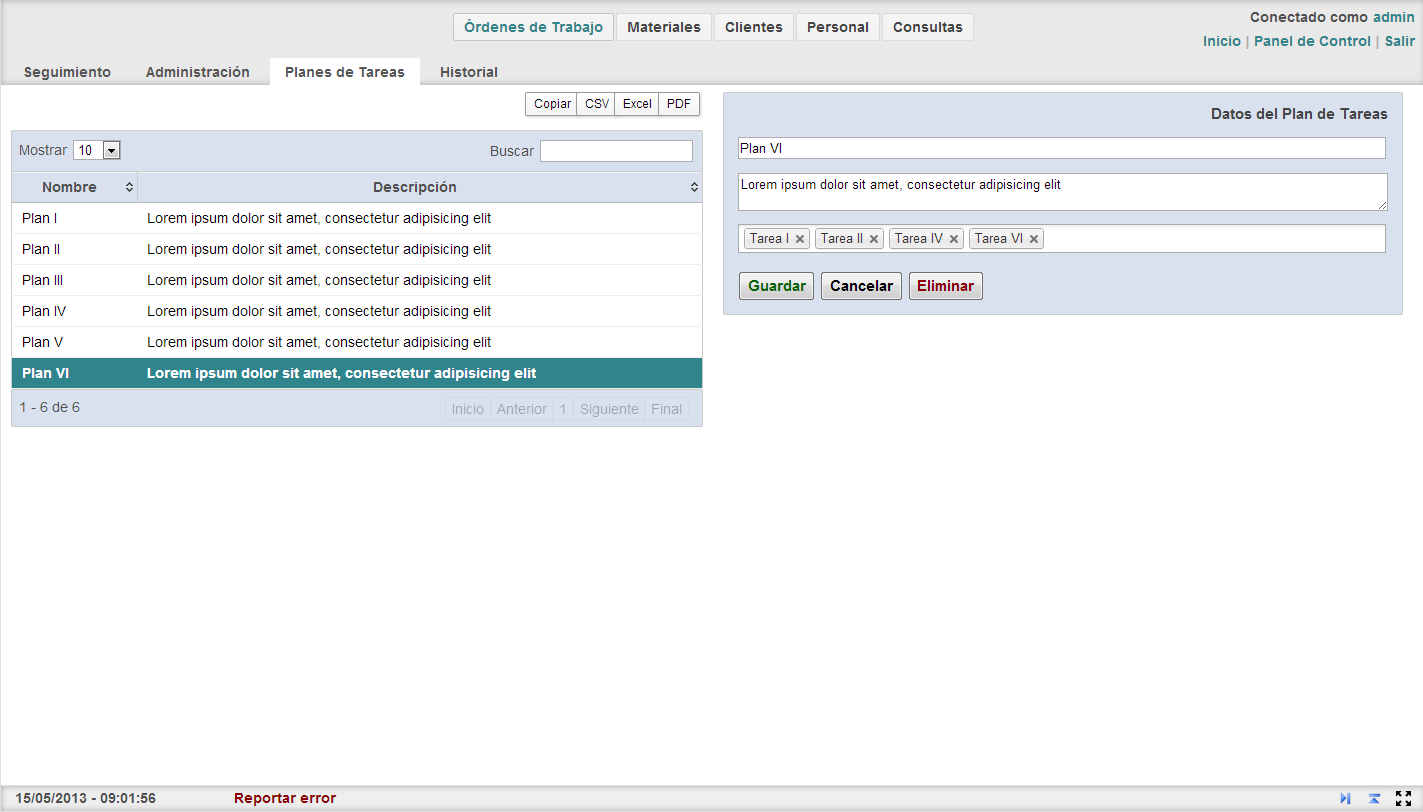 Órdenes de Trabajo Materiales Clientes Personal Consultas
Conectado como admin
Inicio | Panel de Control | Salir
Seguimiento Administración Planes de Tareas Historial
Copiar CSV Excel PDF
Mostrar 10 Buscar
Nombre Descripción
Plan I Lorem ipsum dolor sit amet, consectetur adipisicing elit
Plan II Lorem ipsum dolor sit amet, consectetur adipisicing elit
Plan III Lorem ipsum dolor sit amet, consectetur adipisicing elit
Plan IV Lorem ipsum dolor sit amet, consectetur adipisicing elit
Plan V Lorem ipsum dolor sit amet, consectetur adipisicing elit
Plan VI Lorem ipsum dolor sit amet, consectetur adipisicing elit
1 - 6 de 6 Inicio Anterior 1 Siguiente Final
Datos del Plan de Tareas
Plan VI
Lorem ipsum dolor sit amet, consectetur adipisicing elit
Tarea I Tarea II Tarea IV Tarea VI
Guardar Cancelar Eliminar
15/05/2013 - 09:01:56 Reportar error